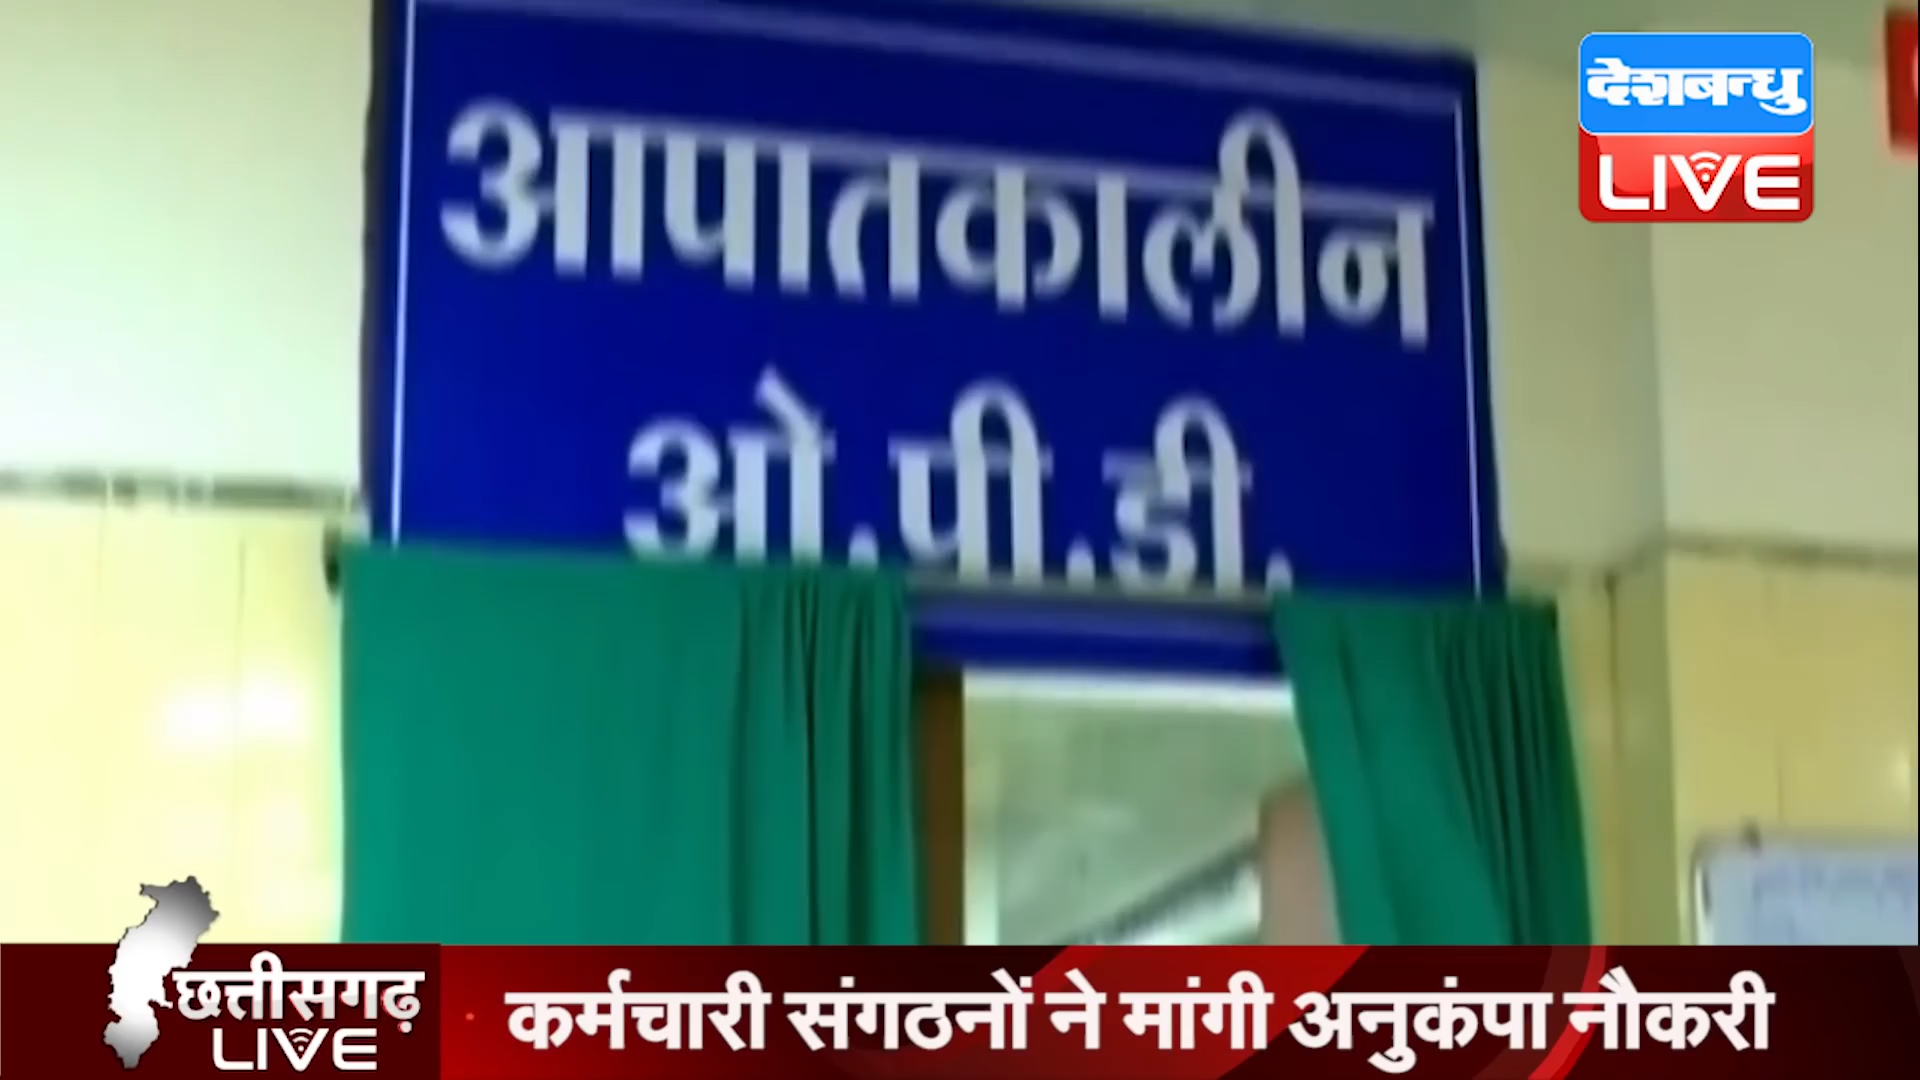 देशबन्धु
LIVE
आपातकालीन
ओ.पी.डी.
छत्तीसगढ़
LIVE
कर्मचारी संगठनों ने मांगी अनुकंपा नौकरी